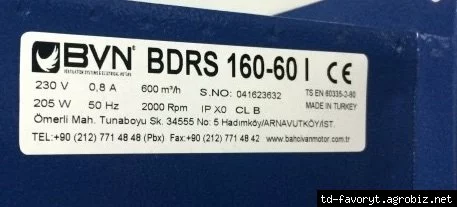 BVN BDRS 160-60 I CE
VENTILATION SYSTEMS & ELECTRICAL MOTORS
230 V 0,8 A 600 m³/h S.NO: 041623632 TS EN 60335-2-80
205 W 50 Hz 2000 Rpm IP X0 CL B MADE IN TURKEY
Ömerli Mah. Tunaboyu Sk. 34555 No: 5 Hadımköy/ARNAVUTKÖY/İST.
TEL:+90 (212) 771 48 48 (Pbx) Fax:+90 (212) 771 48 42 www.bahcivanmotor.com
td-favoryt.agrobiz.net